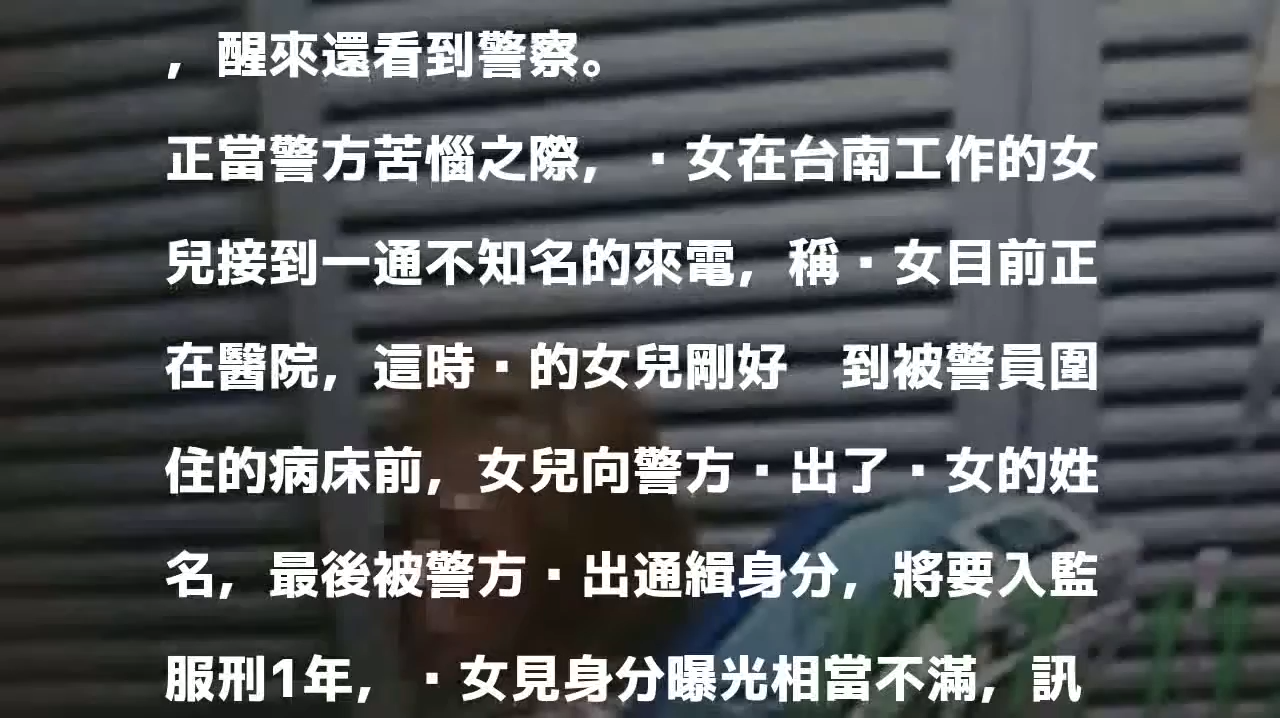 ，醒來還看到警察。
正當警方苦惱之際，▪女在台南工作的女
兒接到一通不知名的來電，稱▪女目前正
在醫院，這時▪的女兒剛好　到被警員圍
住的病床前，女兒向警方▪出了▪女的姓
名，最後被警方▪出通緝身分，將要入監
服刑1年，▪女見身分曝光相當不滿，訊